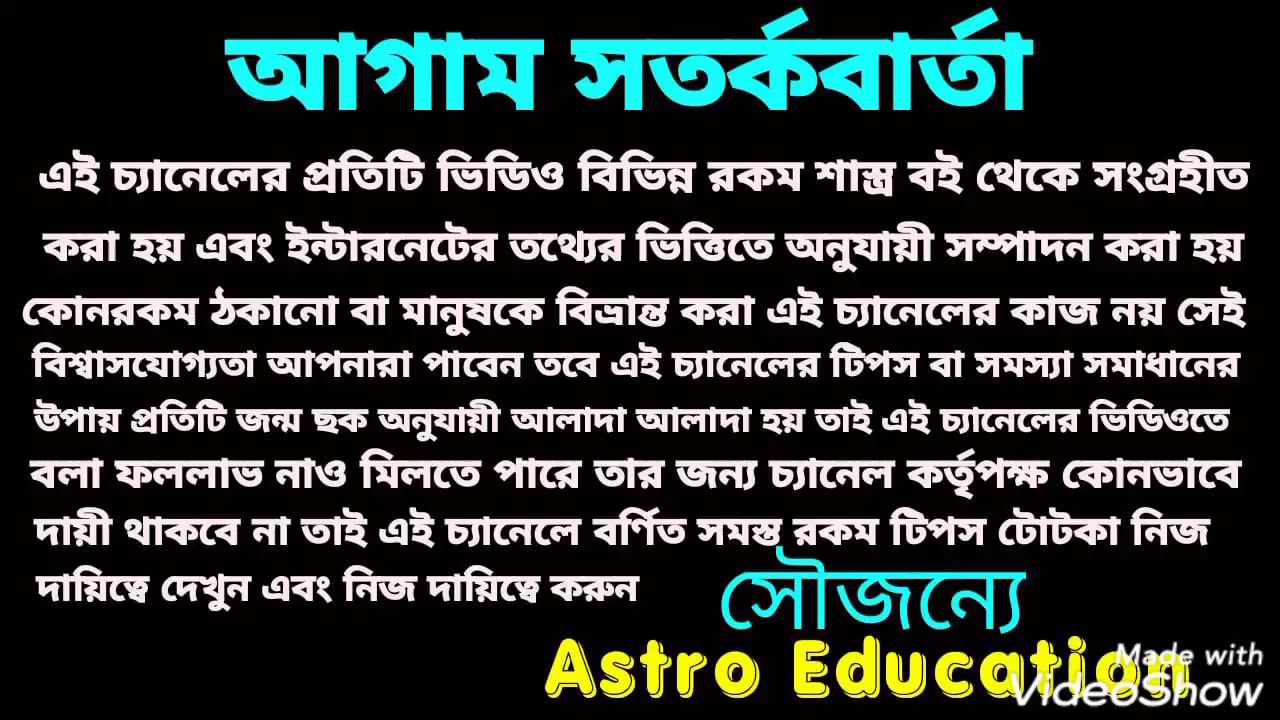 আগাম সতর্কবার্তা
এই চ্যানেলের প্রতিটি ভিডিও বিভিন্ন রকম শাস্ত্র বই থেকে সংগ্রহীত
করা হয় এবং ইন্টারনেটের তথ্যের ভিত্তিতে অনুযায়ী সম্পাদন করা হয়
কোনরকম ঠকানো বা মানুষকে বিভ্রান্ত করা এই চ্যানেলের কাজ নয় সেই
বিশ্বাসযোগ্যতা আপনারা পাবেন তবে এই চ্যানেলের টিপস বা সমস্যা সমাধানের
উপায় প্রতিটি জন্ম ছক অনুযায়ী আলাদা আলাদা হয় তাই এই চ্যানেলের ভিডিওতে
বলা ফললাভ নাও মিলতে পারে তার জন্য চ্যানেল কর্তৃপক্ষ কোনভাবে
দায়ী থাকবে না তাই এই চ্যানেলে বর্ণিত সমস্ত রকম টিপস টোটকা নিজ
দায়িত্বে দেখুন এবং নিজ দায়িত্বে করুন
সৌজন্যে
Astro Education
Made with
VideoShow